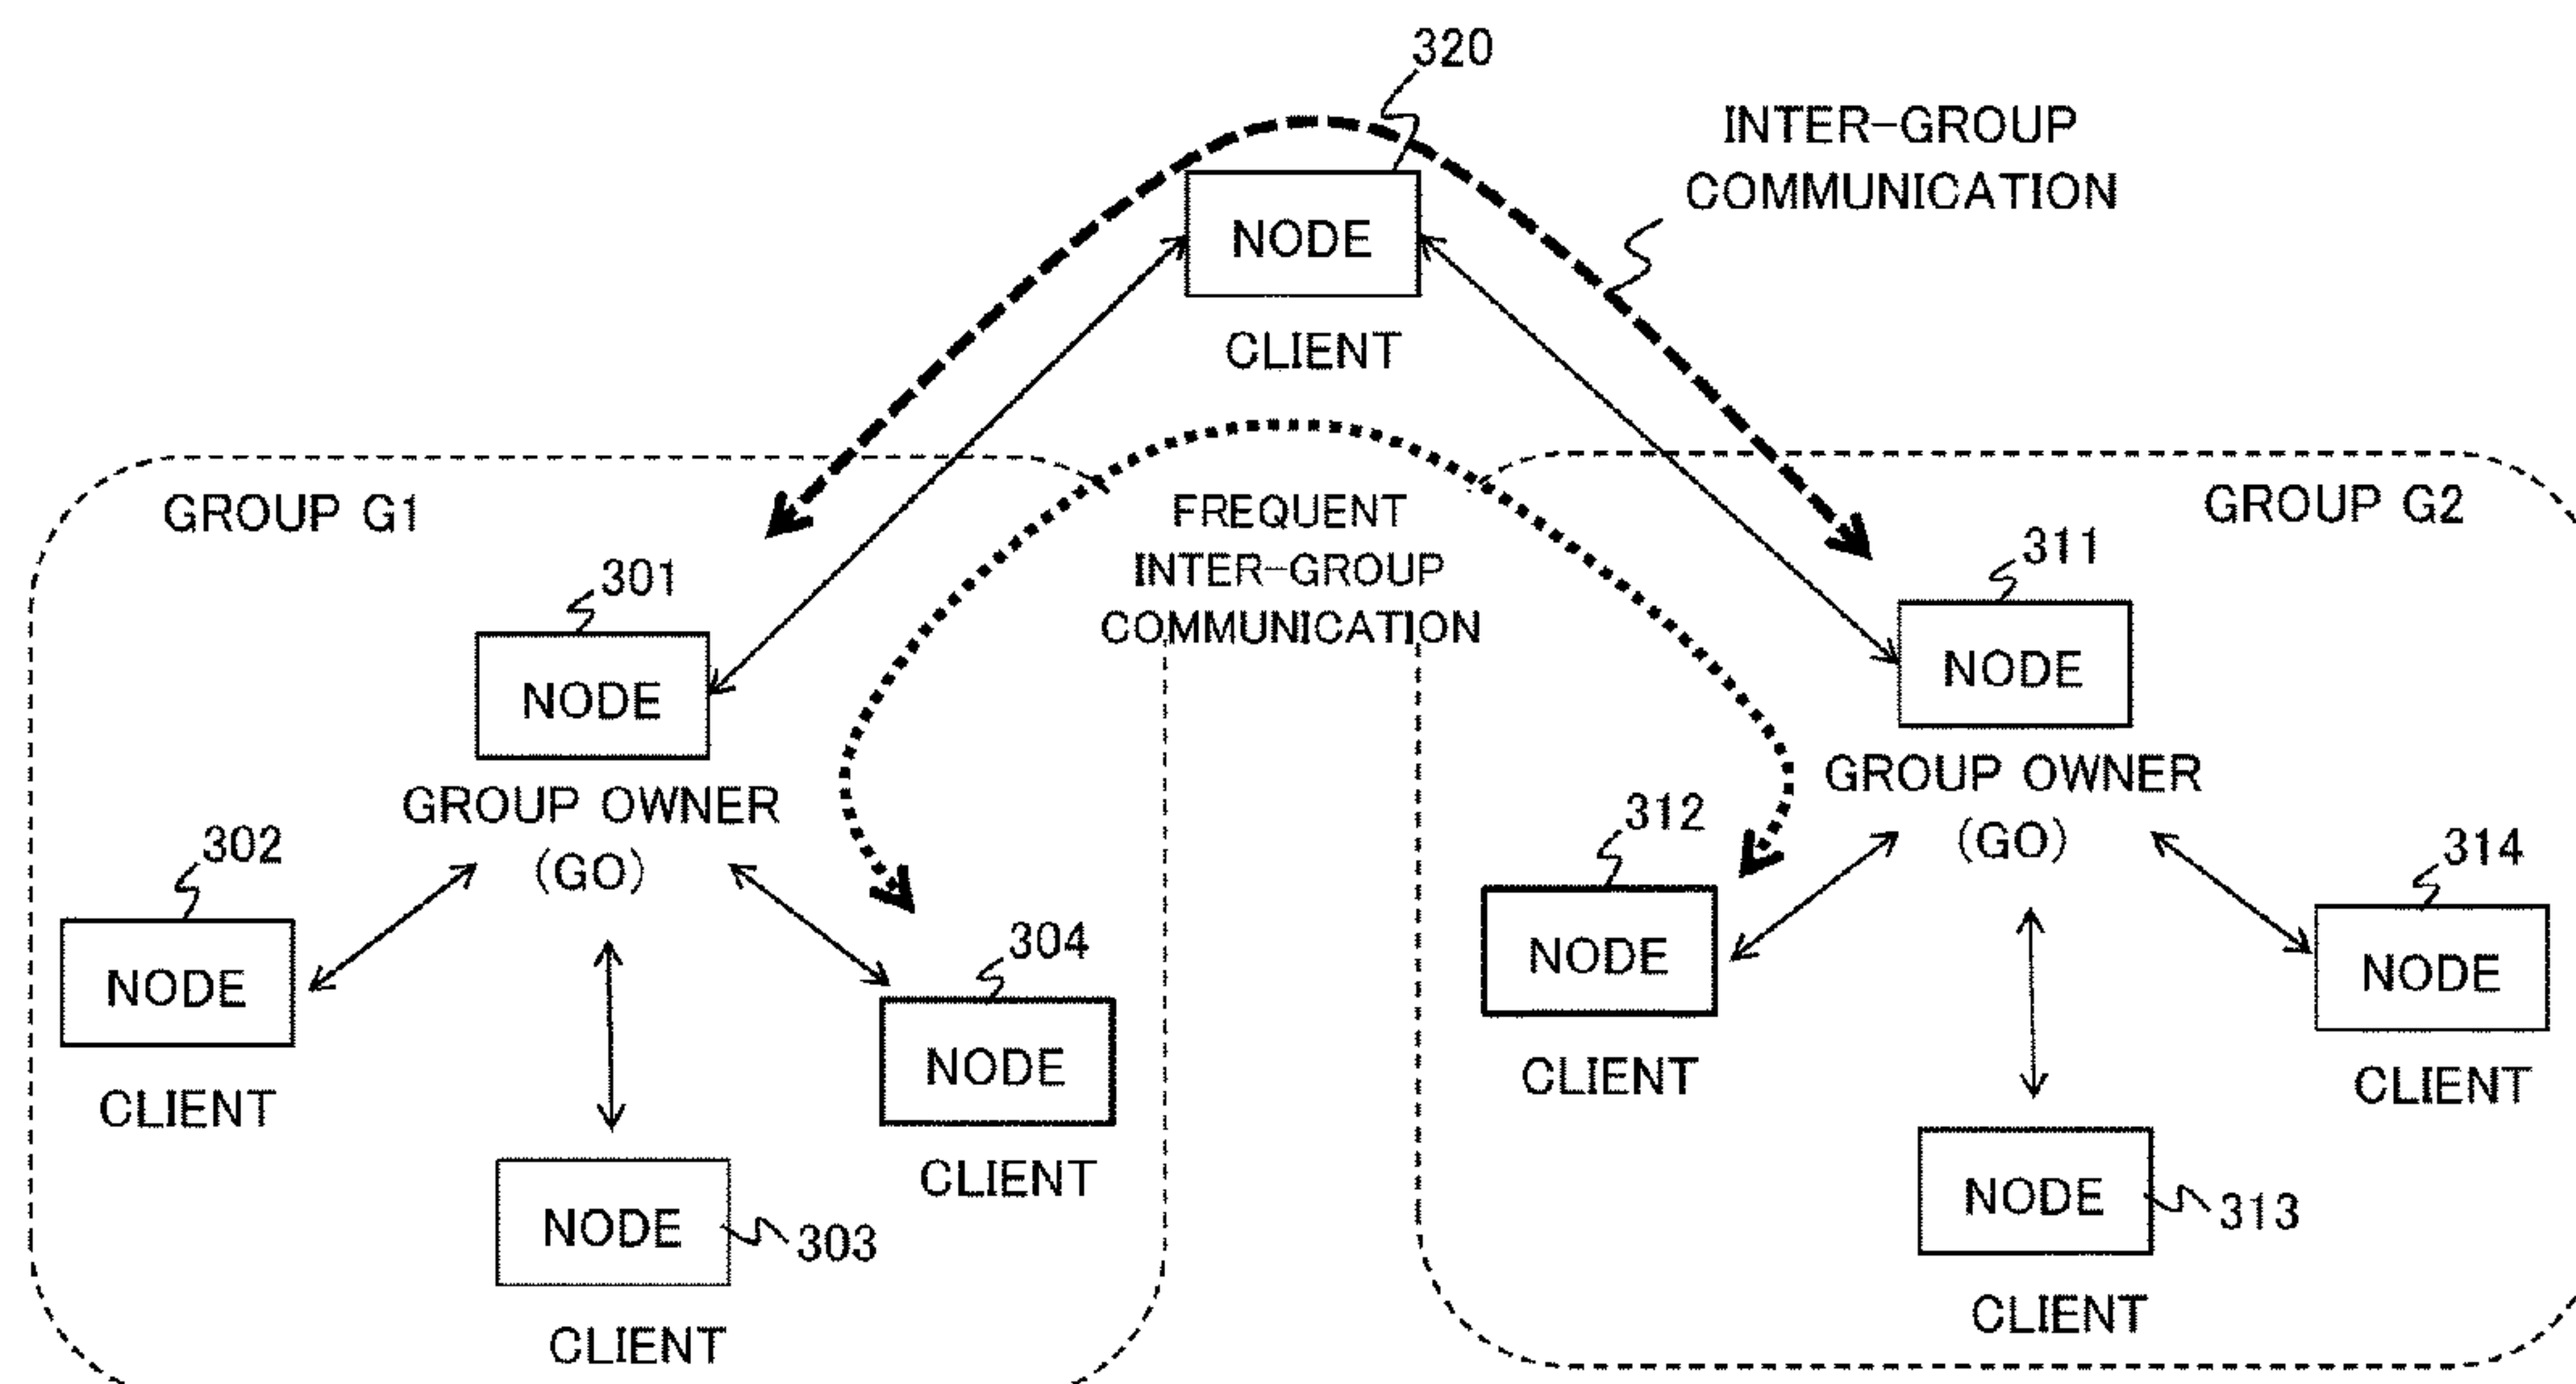 320
INTER-GROUP
COMMUNICATION
NODE
CLIENT
GROUP G1
FREQUENT
INTER-GROUP
COMMUNICATION
GROUP G2
301
NODE
GROUP OWNER
(GO)
311
NODE
GROUP OWNER
(GO)
302
NODE
CLIENT
304
NODE
CLIENT
NODE
303
CLIENT
312
NODE
CLIENT
314
NODE
CLIENT
NODE
313
CLIENT